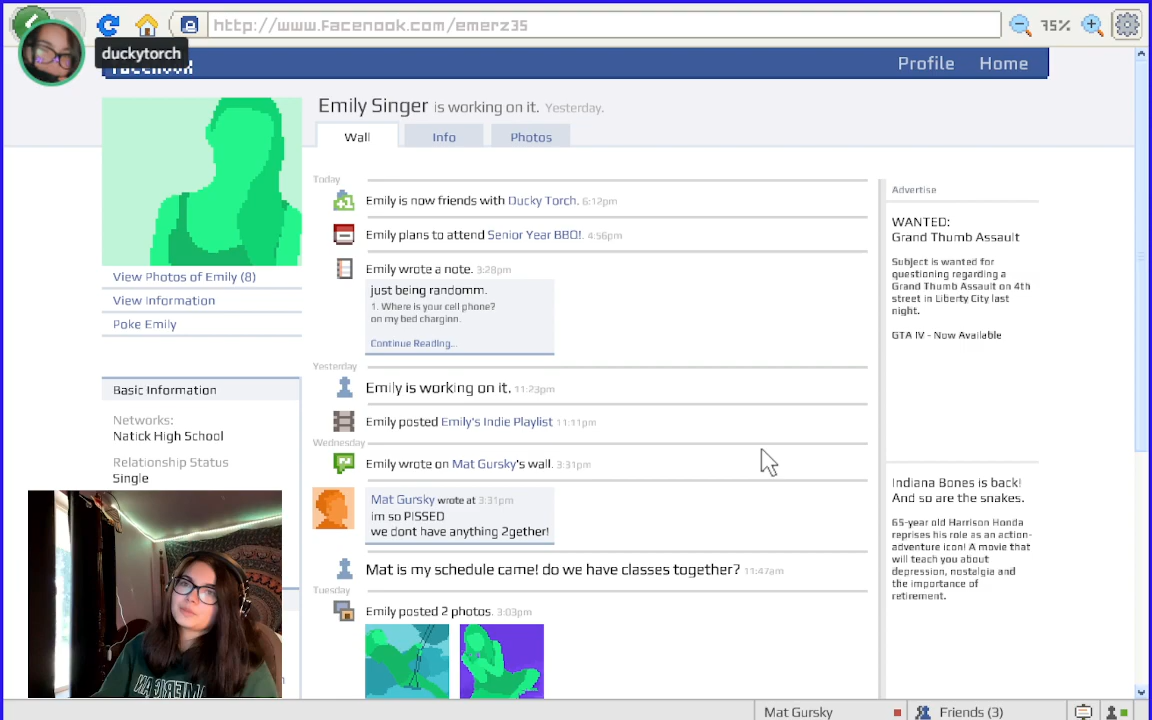 http://www.facenook.com/emerz35
75%
duckytorch
facenook
Profile Home
Emily Singer is working on it. Yesterday.
Wall Info Photos
Today
Emily is now friends with Ducky Torch. 6:12pm
Emily plans to attend Senior Year BBQ!. 4:56pm
Emily wrote a note. 3:28pm
just being randomm.
1. Where is your cell phone?
on my bed charginn.
Continue Reading...
Yesterday
Emily is working on it. 11:23pm
Emily posted Emily's Indie Playlist 11:11pm
Wednesday
Emily wrote on Mat Gursky's wall. 3:31pm
Mat Gursky wrote at 3:31pm
im so PISSED
we dont have anything 2gether!
Mat is my schedule came! do we have classes together? 11:47am
Tuesday
Emily posted 2 photos. 3:03pm
View Photos of Emily (8)
View Information
Poke Emily
Basic Information
Networks:
Natick High School
Relationship Status
Single
Advertise
WANTED:
Grand Thumb Assault
Subject is wanted for
questioning regarding a
Grand Thumb Assault on 4th
street in Liberty City last
night.
GTA IV - Now Available
Indiana Bones is back!
And so are the snakes.
65-year old Harrison Honda
reprises his role as an action-
adventure icon! A movie that
will teach you about
depression, nostalgia and
the importance of
retirement.
Mat Gursky
Friends (3)